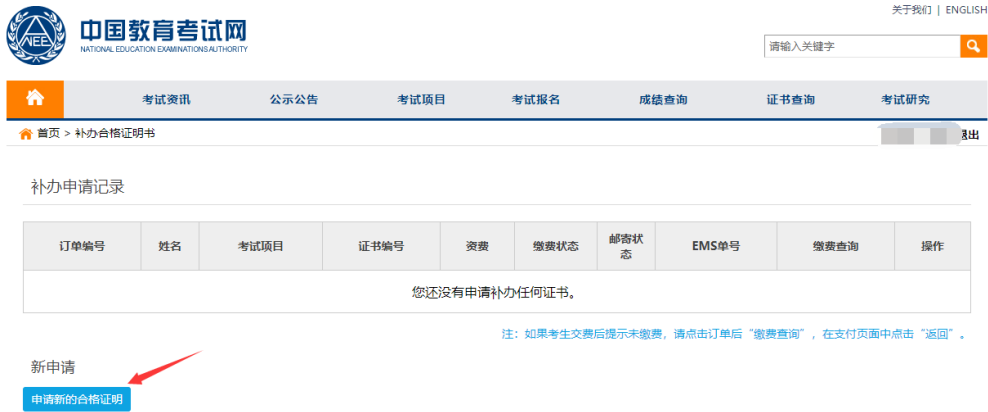 关于我们 | ENGLISH
NEEA
中国教育考试网
NATIONAL EDUCATION EXAMINATIONS AUTHORITY
请输入关键字
考试资讯 公示公告 考试项目 考试报名 成绩查询 证书查询 考试研究
首页 > 补办合格证明书
退出
补办申请记录
订单编号 姓名 考试项目 证书编号 资费 缴费状态 邮寄状态 EMS单号 缴费查询 操作
您还没有申请补办任何证书。
注：如果考生交费后提示未缴费，请点击订单后“缴费查询”，在支付页面中点击“返回”。
新申请
申请新的合格证明